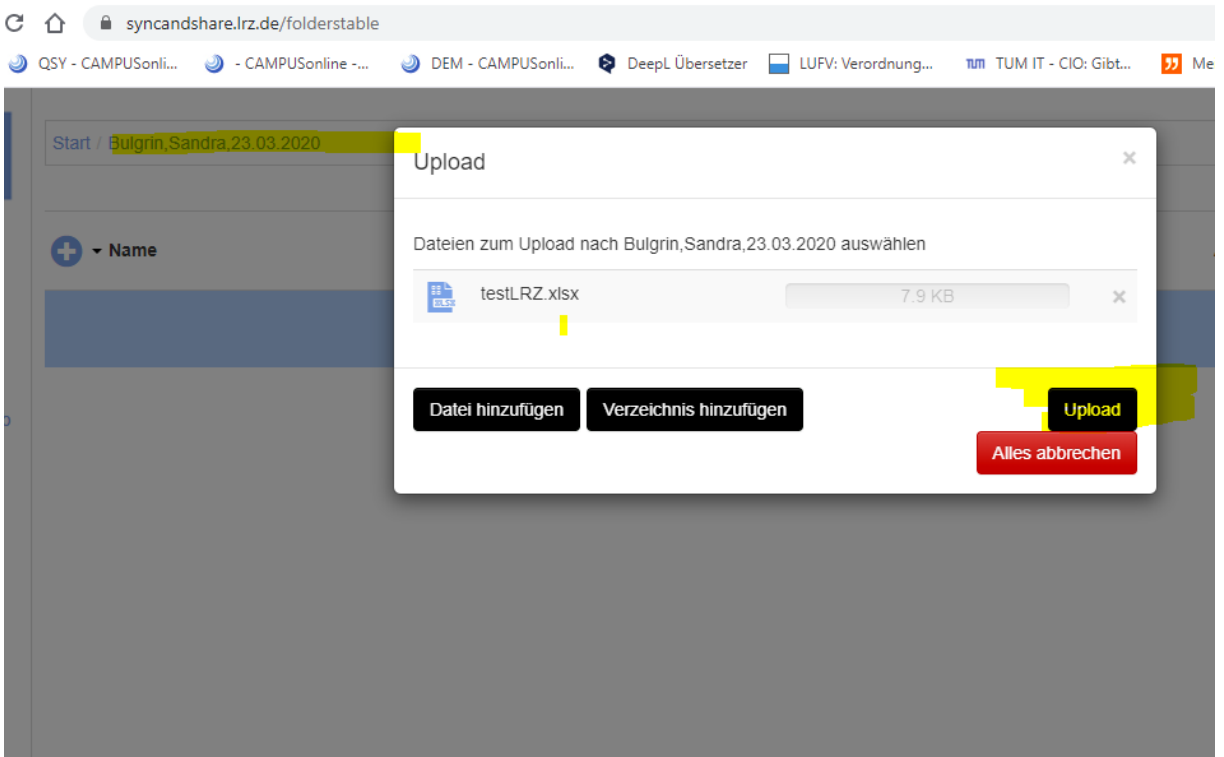 syncandshare.lrz.de/folderstable
QSY - CAMPUSonli... - CAMPUSonline -... DEM - CAMPUSonli... DeepL Übersetzer LUFV: Verordnung... TUM TUM IT - CIO: Gibt... Me
Start / Bulgrin,Sandra,23.03.2020
Upload ×
Name
Dateien zum Upload nach Bulgrin,Sandra,23.03.2020 auswählen
XLSX testLRZ.xlsx 7.9 KB ×
Datei hinzufügen Verzeichnis hinzufügen Upload
Alles abbrechen